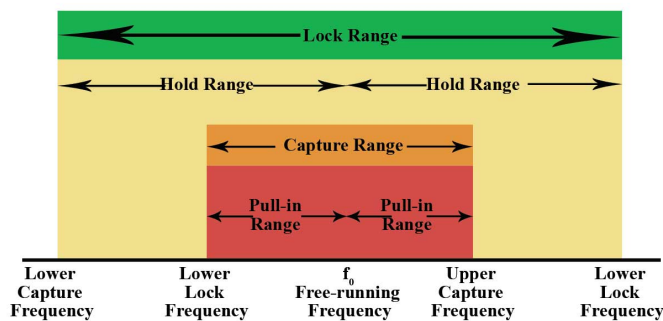 Lock Range
Hold Range Hold Range
Capture Range
Pull-in Range
Pull-in Range
Lower Capture Frequency
Lower Lock Frequency
f0 Free-running Frequency
Upper Capture Frequency
Lower Lock Frequency